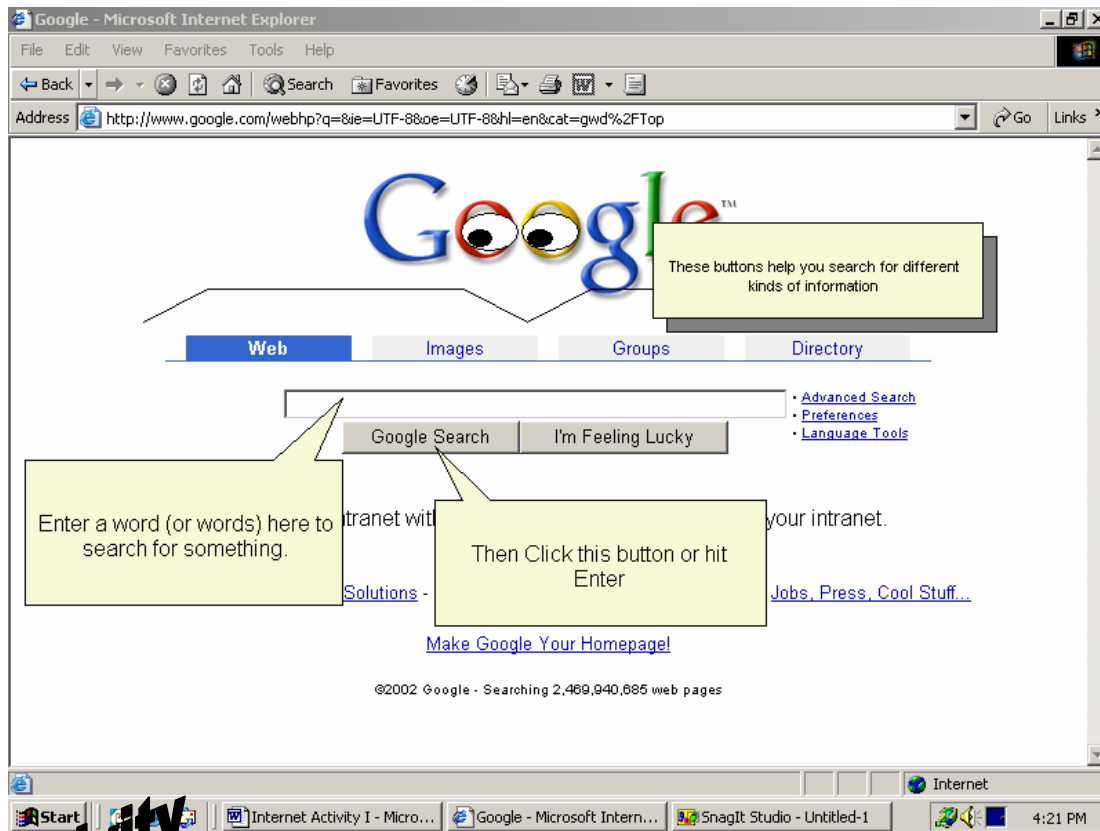 Google - Microsoft Internet Explorer
File Edit View Favorites Tools Help
Back Search Favorites
Address http://www.google.com/webhp?q=&ie=UTF-8&oe=UTF-8&hl=en&cat=gwd%2FTop Go Links
Google™
These buttons help you search for different
kinds of information
Web Images Groups Directory
• Advanced Search
• Preferences
• Language Tools
Google Search I'm Feeling Lucky
Enter a word (or words) here to
search for something.
your intranet.
Then Click this button or hit
Enter
Solutions - Jobs, Press, Cool Stuff...
Make Google Your Homepage!
©2002 Google - Searching 2,469,940,685 web pages
Internet
Start Internet Activity I - Micro... Google - Microsoft Intern... SnagIt Studio - Untitled-1 4:21 PM